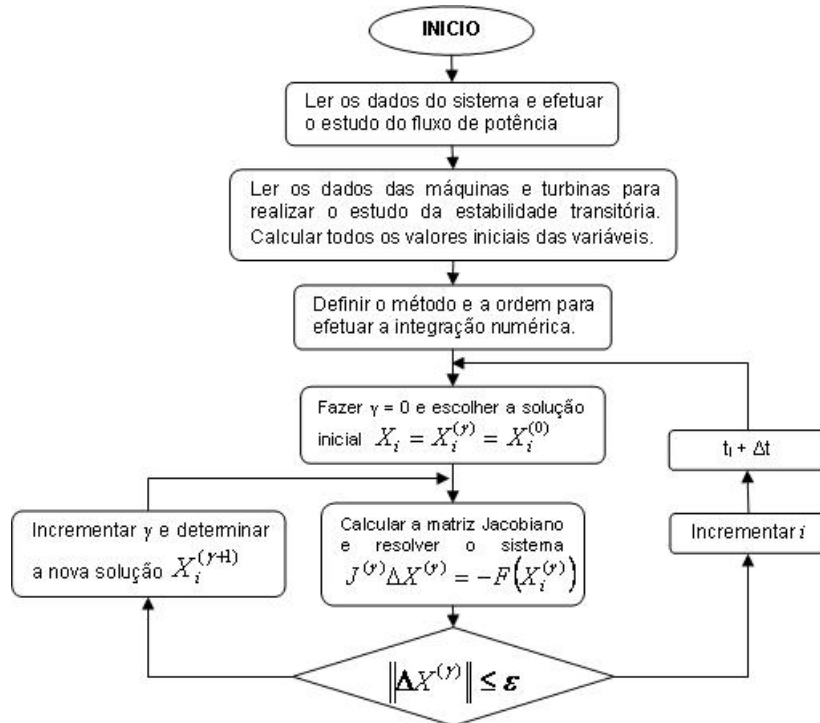 INICIO
Ler os dados do sistema e efetuar
o estudo do fluxo de potência
Ler os dados das máquinas e turbinas para
realizar o estudo da estabilidade transitória.
Calcular todos os valores iniciais das variáveis.
Definir o método e a ordem para
efetuar a integração numérica.
Fazer γ = 0 e escolher a solução
inicial X_i = X_i^(γ) = X_i^(0)
t_i + Δt
Incrementar γ e determinar
a nova solução X_i^(γ+1)
Calcular a matriz Jacobiano
e resolver o sistema
J^(γ) ΔX^(γ) = −F(X_i^(γ))
Incrementar i
‖ΔX^(γ)‖ ≤ ε